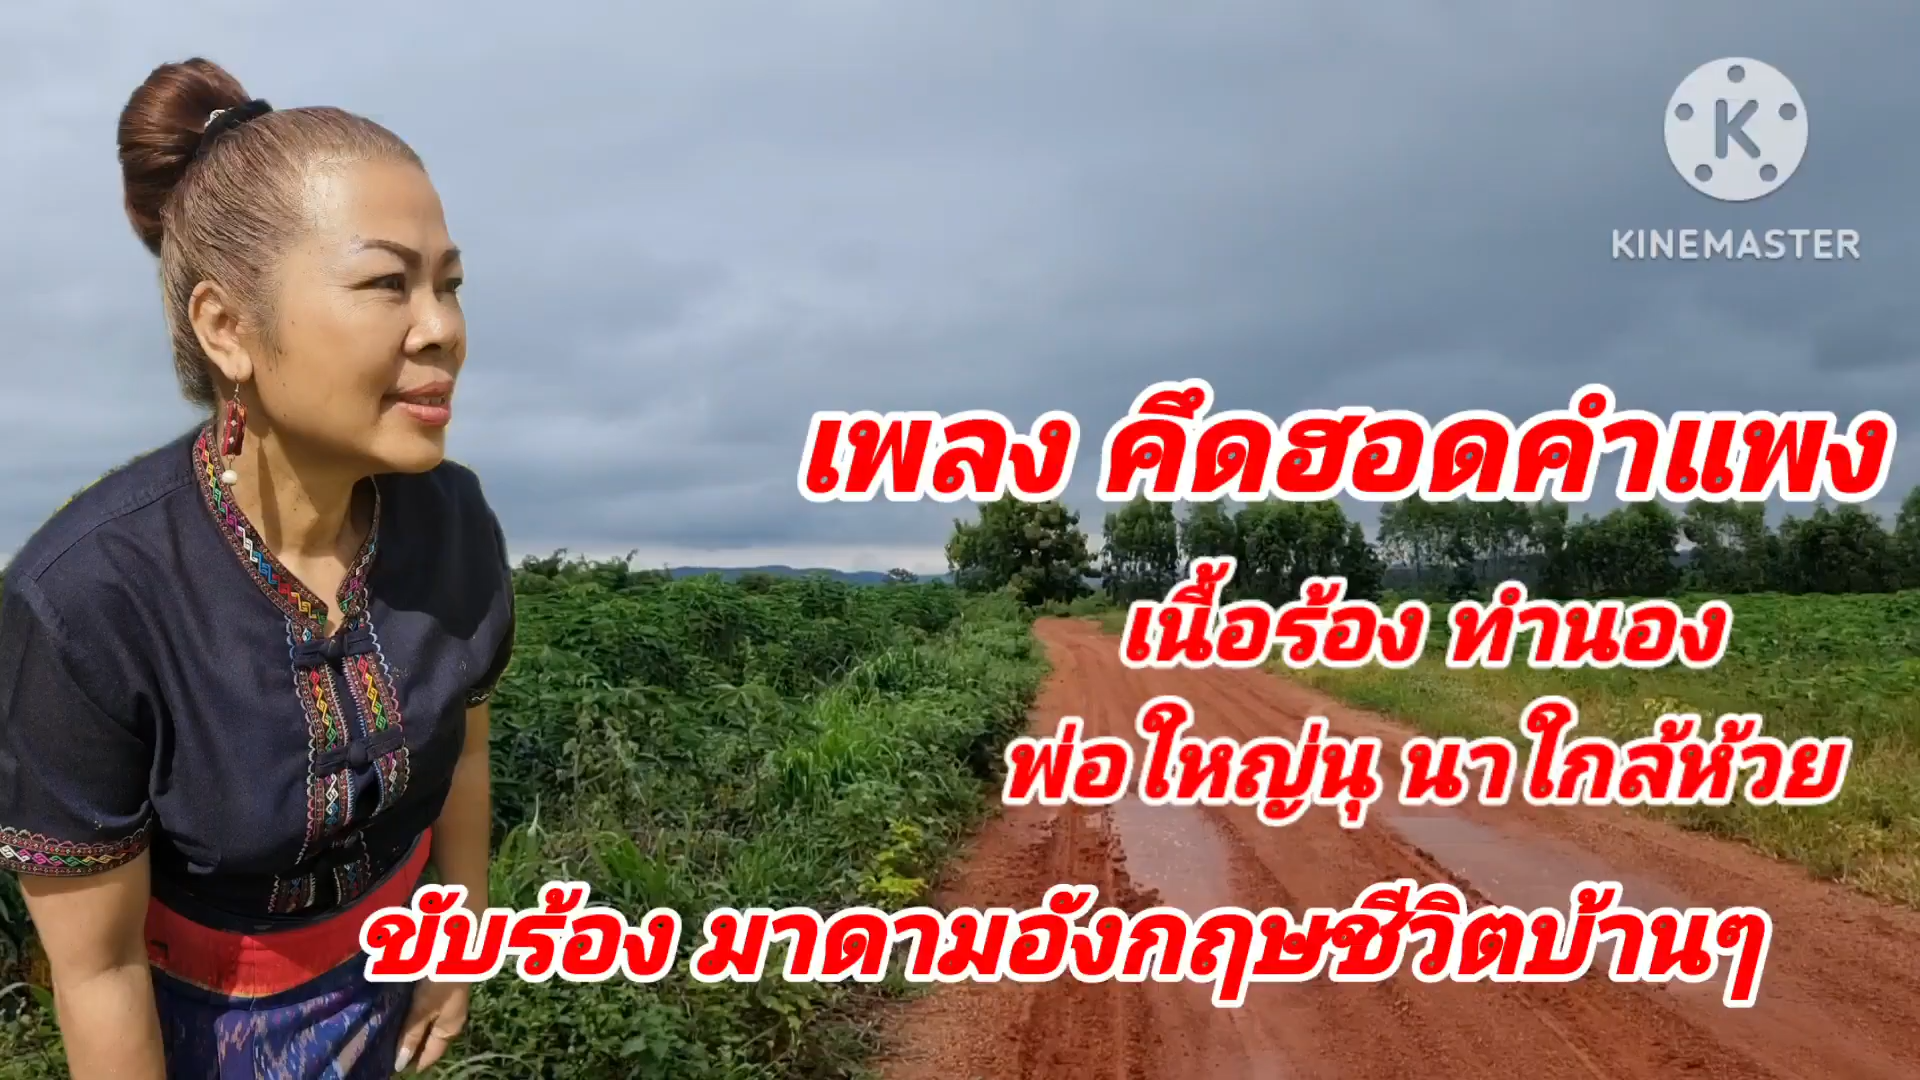 KINEMASTER
เพลง คึดฮอดคำแพง
เนื้อร้อง ทำนอง
พ่อใหญ่นุ นาใกล้ห้วย
ขับร้อง มาดามอังกฤษชีวิตบ้านๆ